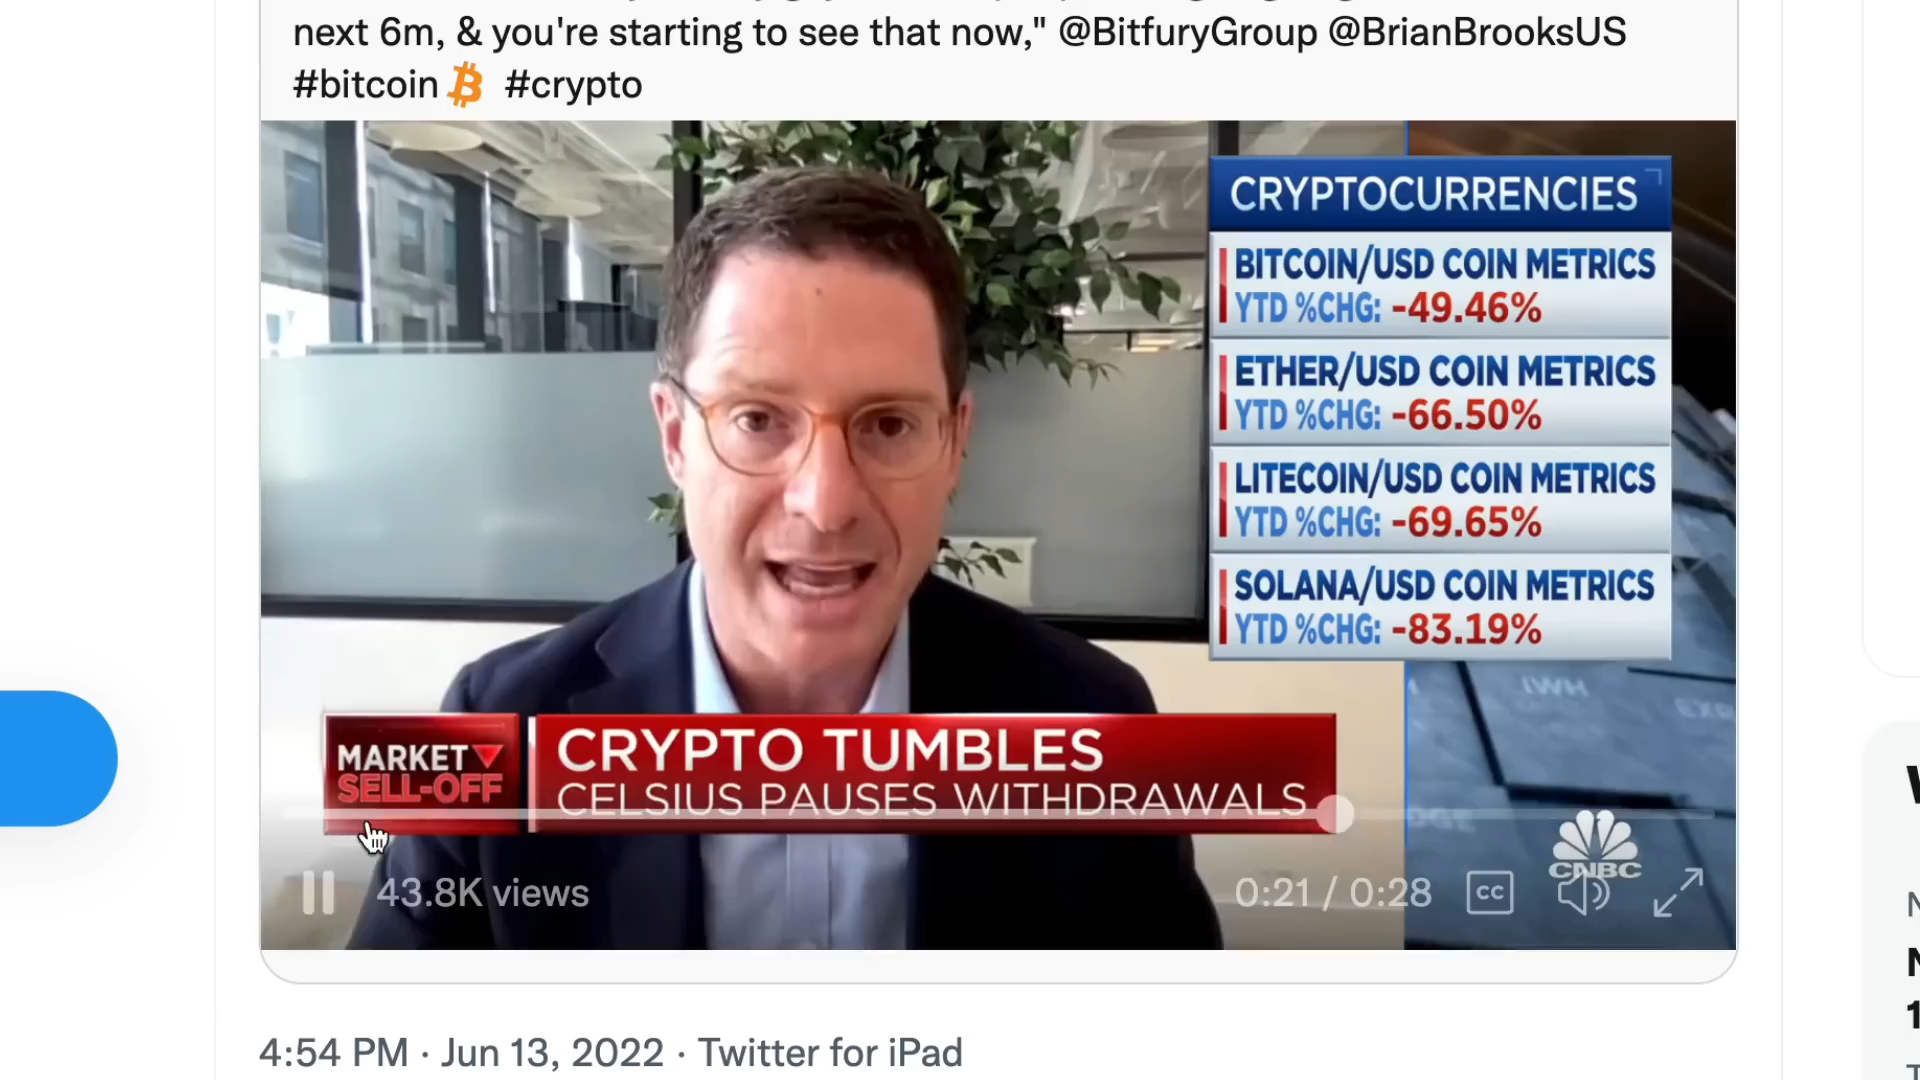 next 6m, & you're starting to see that now," @BitfuryGroup @BrianBrooksUS
#bitcoin #crypto
CRYPTOCURRENCIES
BITCOIN/USD COIN METRICS
YTD %CHG: -49.46%
ETHER/USD COIN METRICS
YTD %CHG: -66.50%
LITECOIN/USD COIN METRICS
YTD %CHG: -69.65%
SOLANA/USD COIN METRICS
YTD %CHG: -83.19%
IWH
MARKET
SELL-OFF
CRYPTO TUMBLES
CELSIUS PAUSES WITHDRAWALS
CNBC
43.8K views
0:21 / 0:28
CC
4:54 PM · Jun 13, 2022 · Twitter for iPad